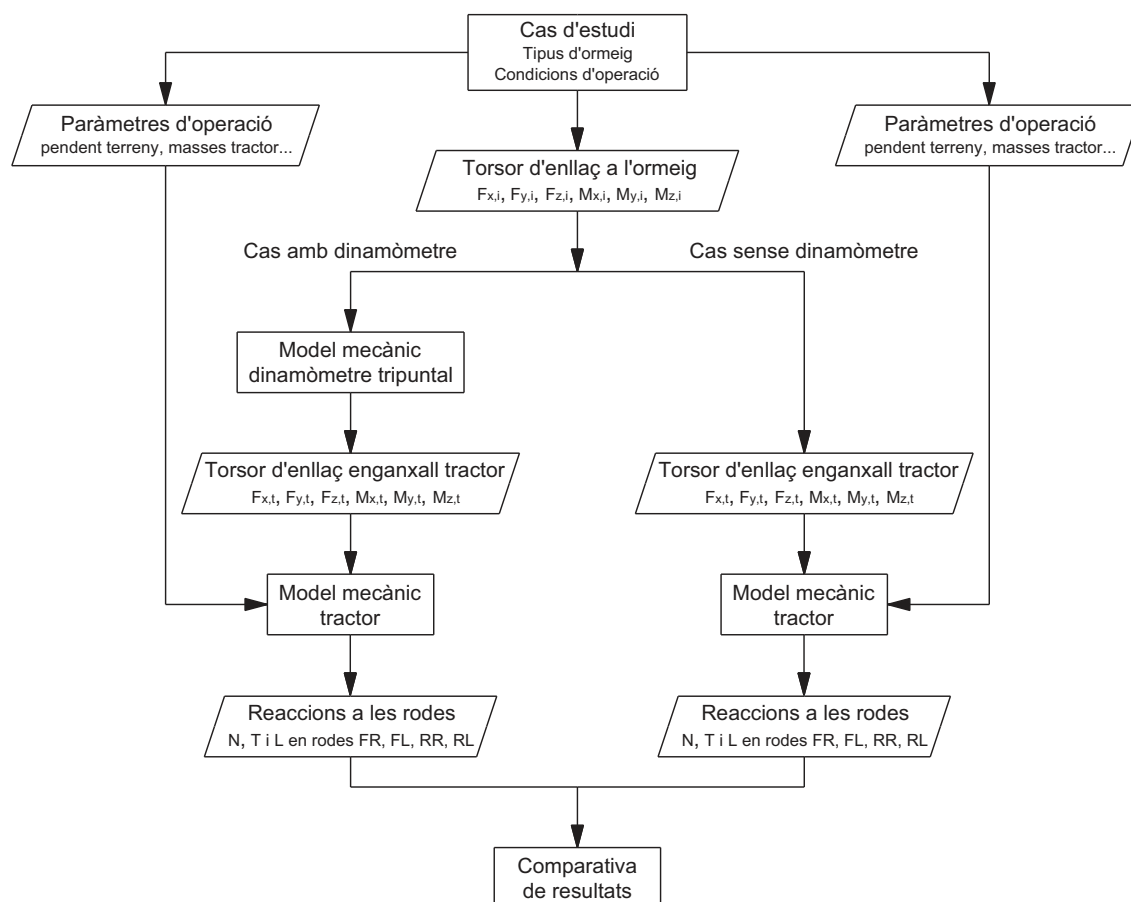 Cas d'estudi
Tipus d'ormeig
Condicions d'operació
Paràmetres d'operació
pendent terreny, masses tractor...
Paràmetres d'operació
pendent terreny, masses tractor...
Torsor d'enllaç a l'ormeig
Fx,i, Fy,i, Fz,i, Mx,i, My,i, Mz,i
Cas amb dinamòmetre
Cas sense dinamòmetre
Model mecànic
dinamòmetre tripuntal
Torsor d'enllaç enganxall tractor
Fx,t, Fy,t, Fz,t, Mx,t, My,t, Mz,t
Torsor d'enllaç enganxall tractor
Fx,t, Fy,t, Fz,t, Mx,t, My,t, Mz,t
Model mecànic
tractor
Model mecànic
tractor
Reaccions a les rodes
N, T i L en rodes FR, FL, RR, RL
Reaccions a les rodes
N, T i L en rodes FR, FL, RR, RL
Comparativa
de resultats